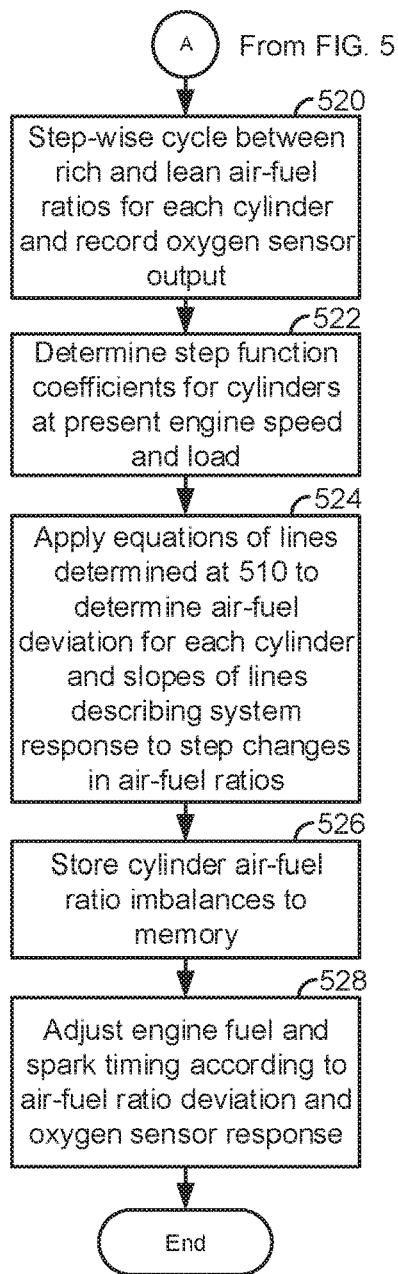 A
From FIG. 5
520
Step-wise cycle between
rich and lean air-fuel
ratios for each cylinder
and record oxygen sensor
output
522
Determine step function
coefficients for cylinders
at present engine speed
and load
524
Apply equations of lines
determined at 510 to
determine air-fuel
deviation for each cylinder
and slopes of lines
describing system
response to step changes
in air-fuel ratios
526
Store cylinder air-fuel
ratio imbalances to
memory
528
Adjust engine fuel and
spark timing according to
air-fuel ratio deviation and
oxygen sensor response
End